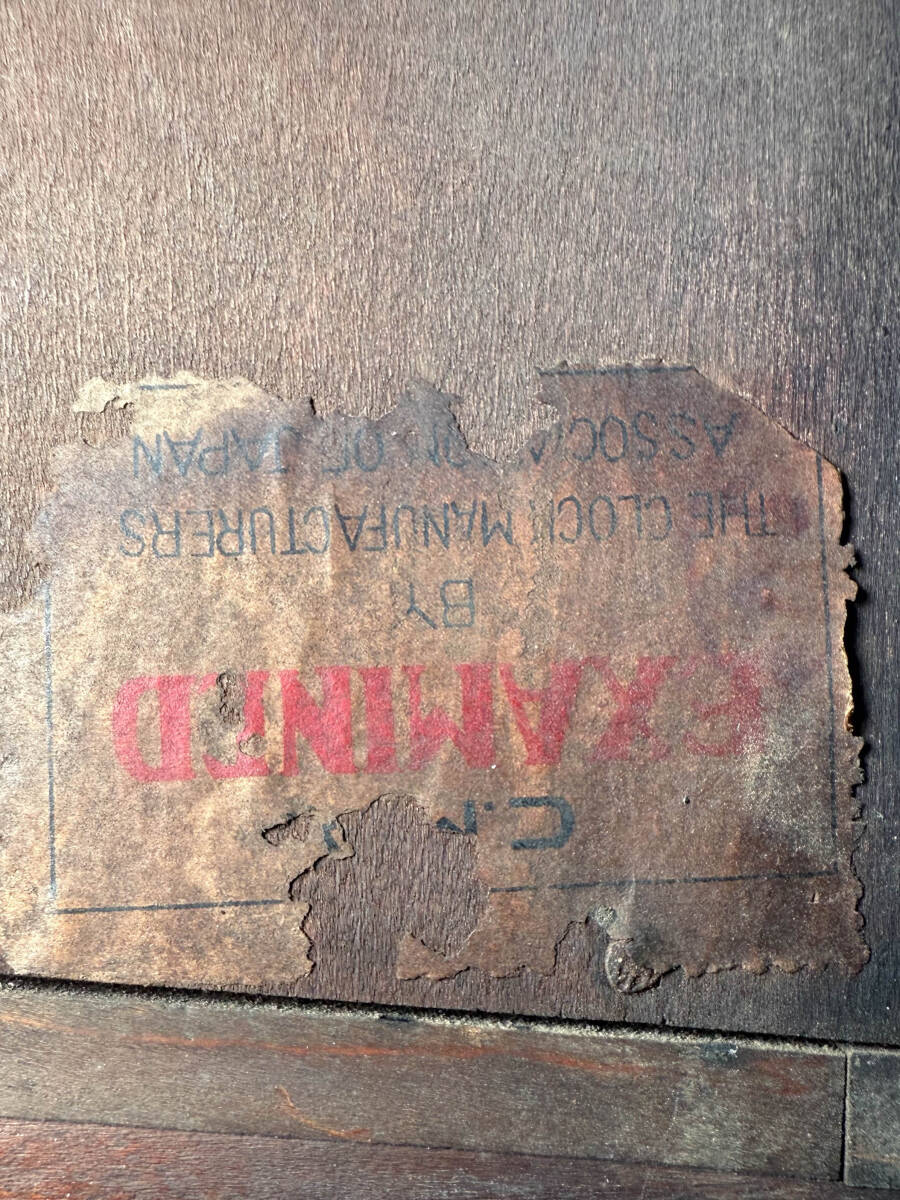 C.M
EXAMINED
BY
THE CLOCK MANUFACTURERS
ASSOCIATION OF JAPAN